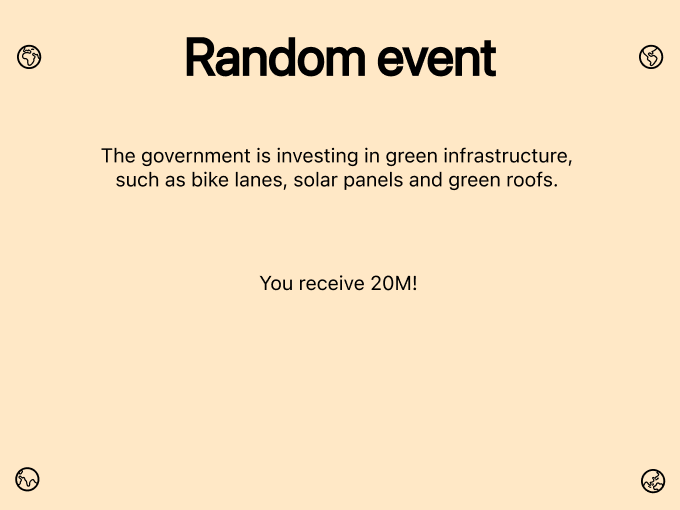 Random event
The government is investing in green infrastructure,
such as bike lanes, solar panels and green roofs.
You receive 20M!